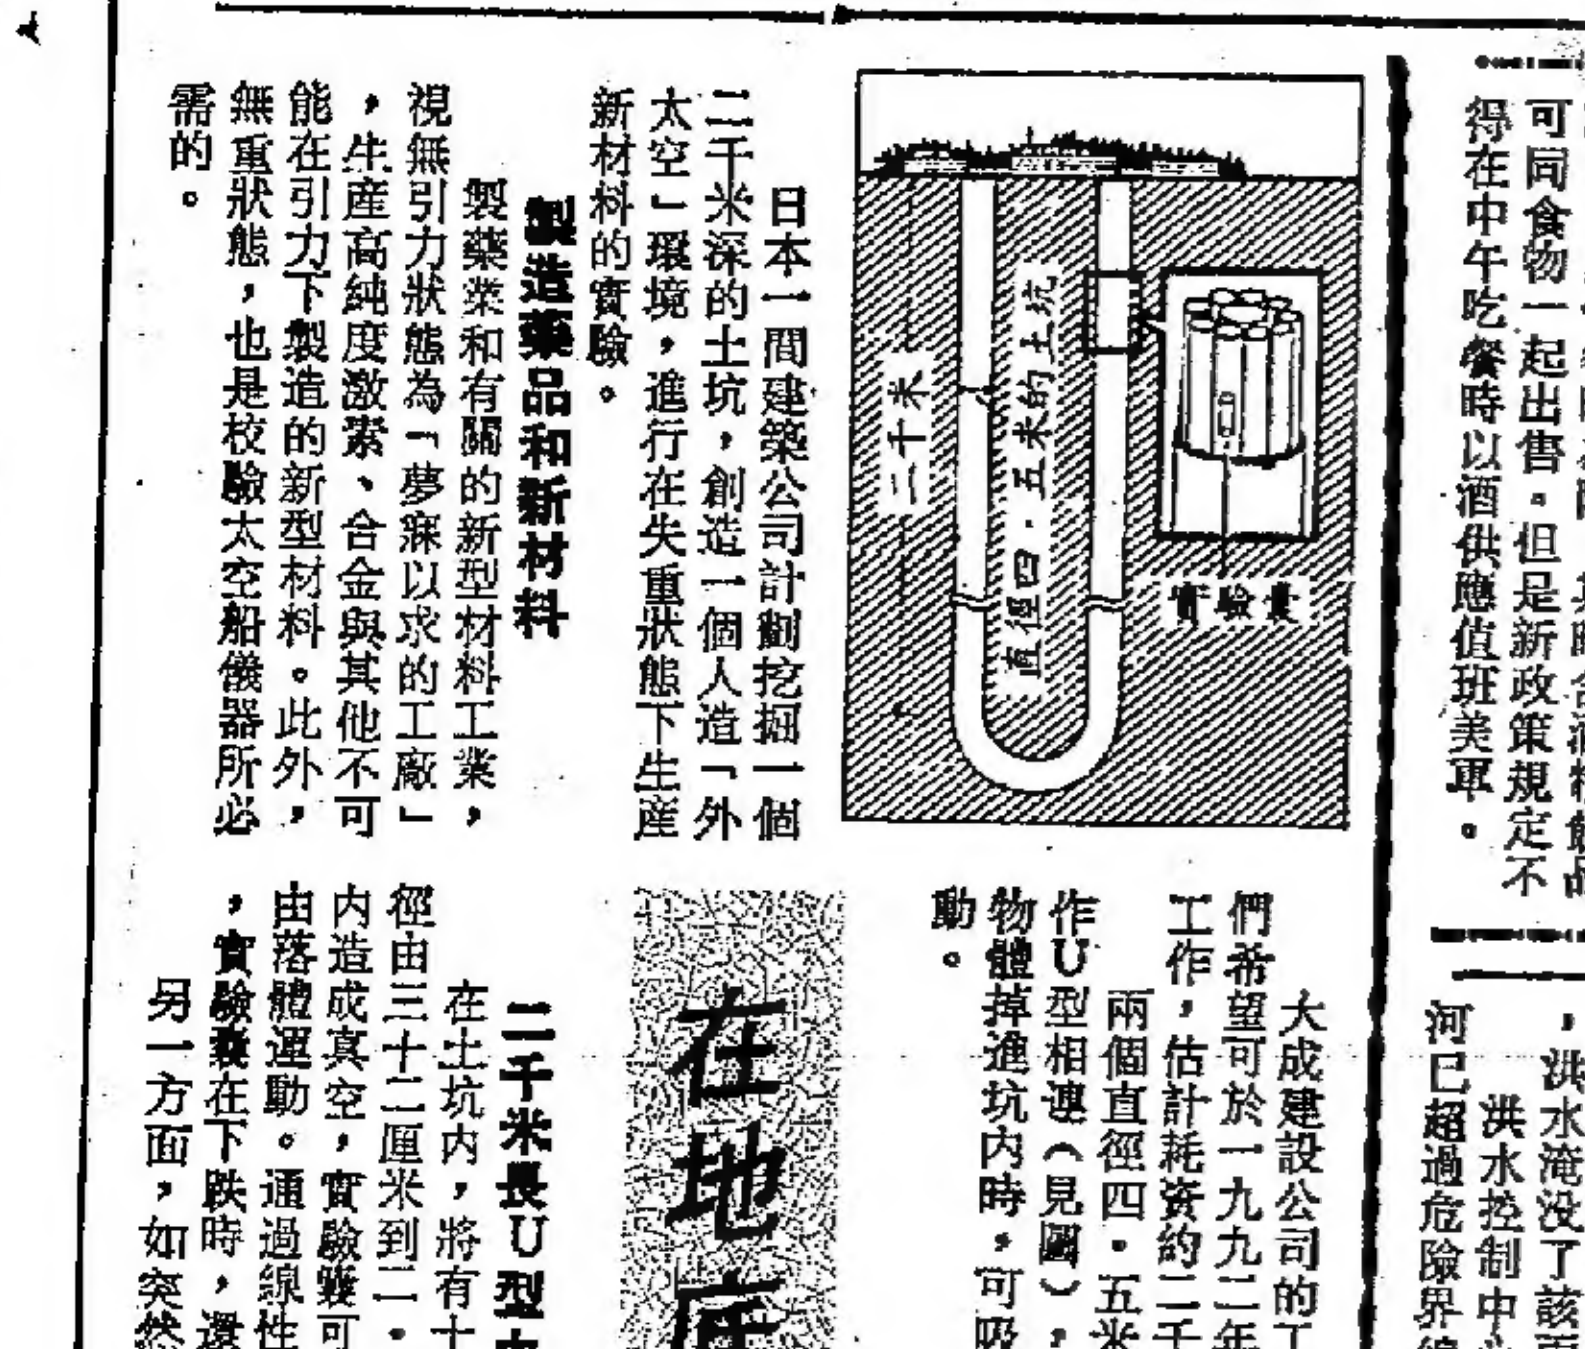 可同食物一起出售。但是新政策規定不
得在中午吃餐時以酒供應值班美軍。
二千米
直徑四．五米的土坑
實驗囊
日本一間建築公司計劃挖掘一個
二千米深的土坑，創造一個人造「外
太空」環境，進行在失重狀態下生産
新材料的實驗。
製造藥品和新材料
製藥業和有關的新型材料工業，
視無引力狀態為「夢寐以求的工廠」
，生産高純度激素、合金與其他不可
能在引力下製造的新型材料。此外，
無重狀態，也是校驗太空船儀器所必
需的。
，洪水淹没了該
洪水控制中
河已超過危險界
大成建設公司的工
們希望可於一九九二年
工作，估計耗資約二千
兩個直徑四．五米
作U型相連（見圖），
物體掉進坑内時，可吸
動。
在地底
二千米長U型
在土坑内，將有十
徑由三十二厘米到二．
内造成真空，實驗囊可
由落體運動。通過線性
，實驗囊在下跌時，還
另一方面，如突然